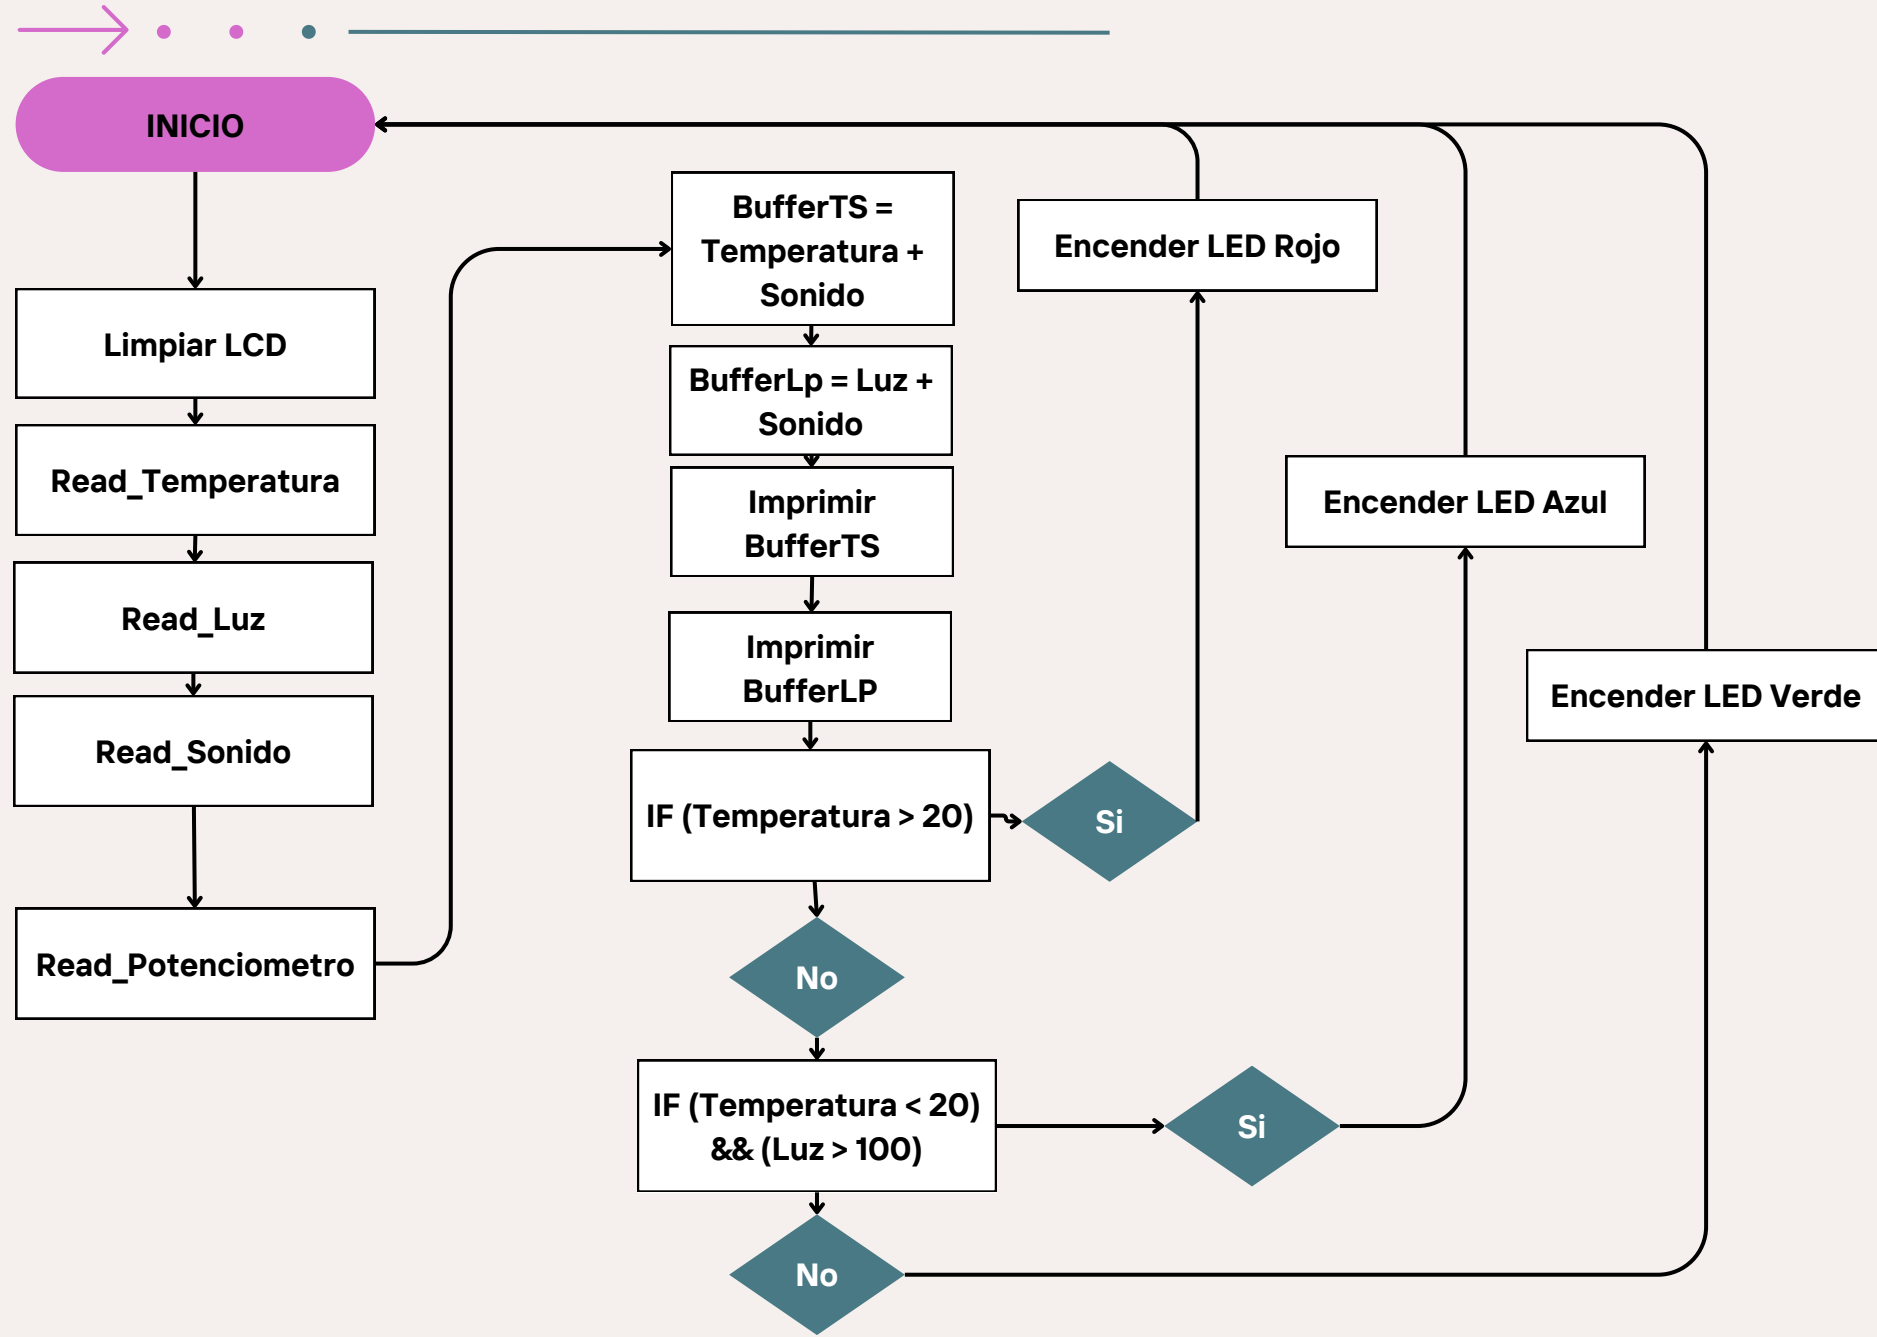 INICIO
Limpiar LCD
Read_Temperatura
Read_Luz
Read_Sonido
Read_Potenciometro
BufferTS =
Temperatura +
Sonido
BufferLp = Luz +
Sonido
Imprimir
BufferTS
Imprimir
BufferLP
IF (Temperatura > 20)
Si
Encender LED Rojo
No
IF (Temperatura < 20)
&& (Luz > 100)
Si
Encender LED Azul
No
Encender LED Verde